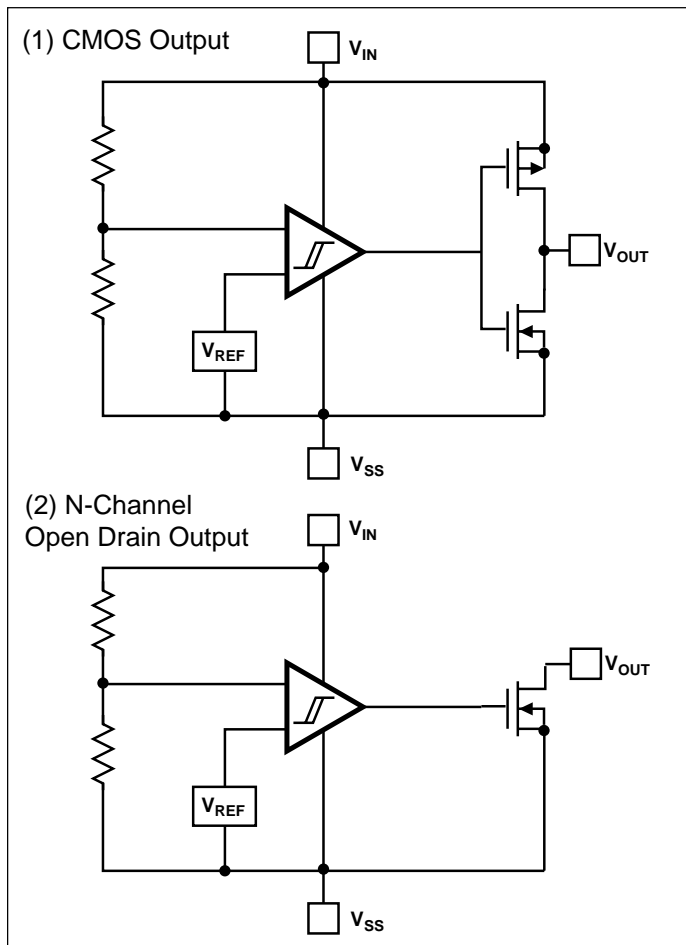 (1) CMOS Output
VIN
VOUT
VREF
VSS
(2) N-Channel
Open Drain Output
VIN
VOUT
VREF
VSS